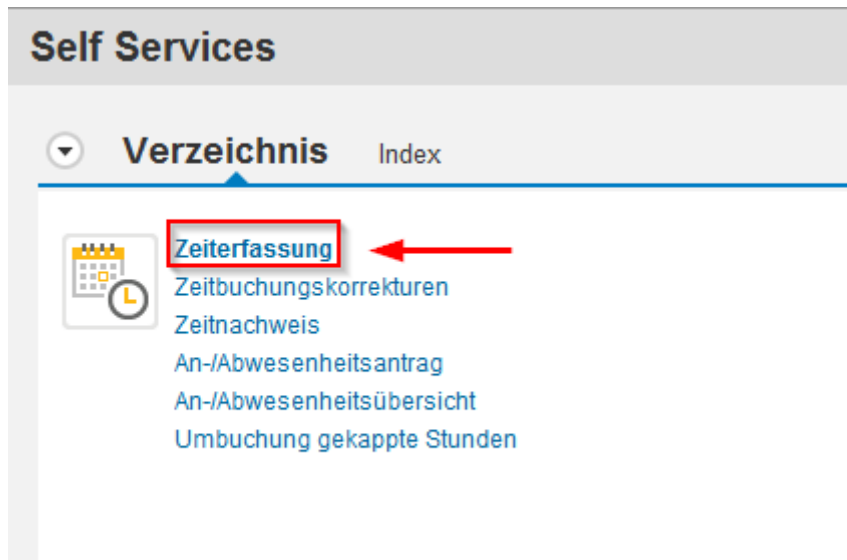 Self Services
Verzeichnis Index
Zeiterfassung
Zeitbuchungskorrekturen
Zeitnachweis
An-/Abwesenheitsantrag
An-/Abwesenheitsübersicht
Umbuchung gekappte Stunden